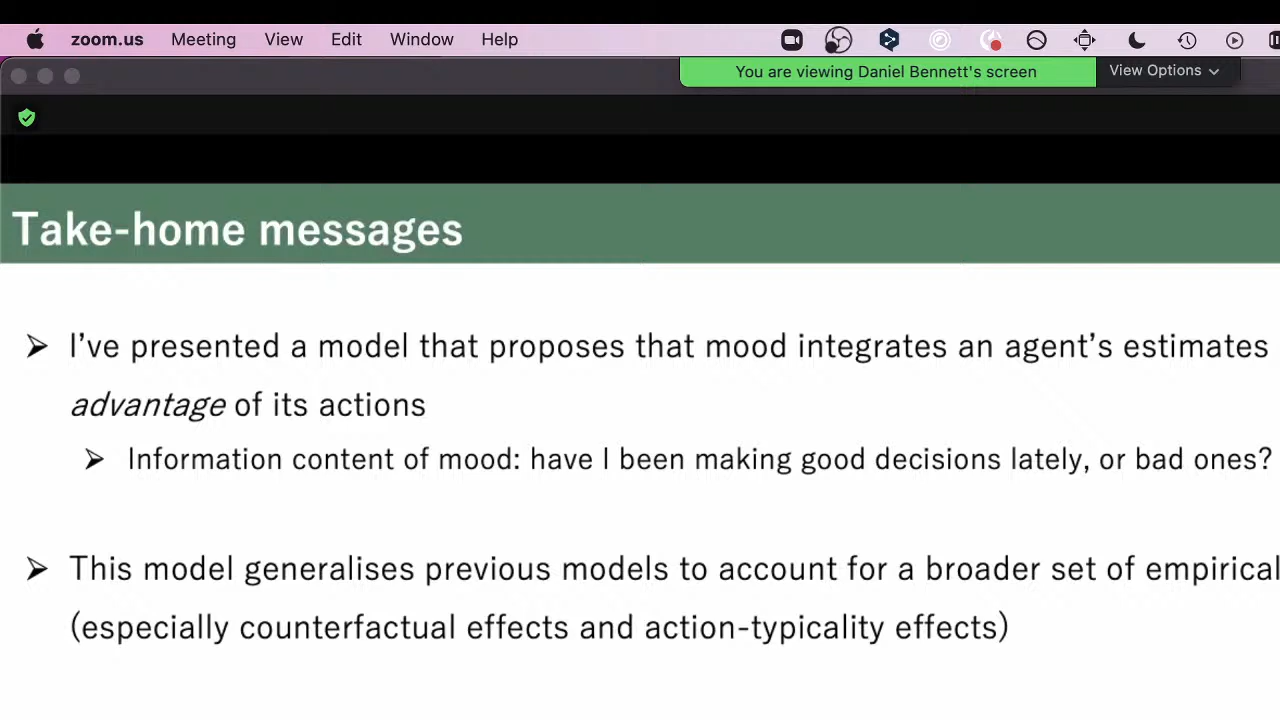 zoom.us Meeting View Edit Window Help
You are viewing Daniel Bennett's screen View Options
Take-home messages
➢ I’ve presented a model that proposes that mood integrates an agent’s estimates
advantage of its actions
➢ Information content of mood: have I been making good decisions lately, or bad ones?
➢ This model generalises previous models to account for a broader set of empirical
(especially counterfactual effects and action-typicality effects)